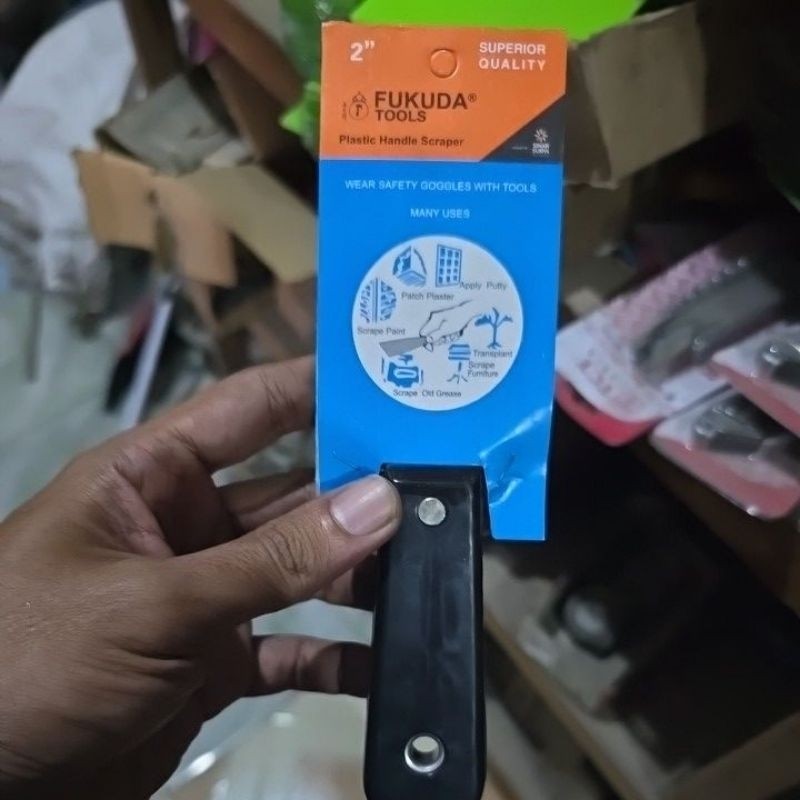 2”
SUPERIOR
QUALITY
FUKUDA®
TOOLS
Plastic Handle Scraper
WEAR SAFETY GOGGLES WITH TOOLS
MANY USES
Apply Putty
Patch Plaster
Scrape Paint
Transplant
Scrape
Furniture
Scrape Old Grease